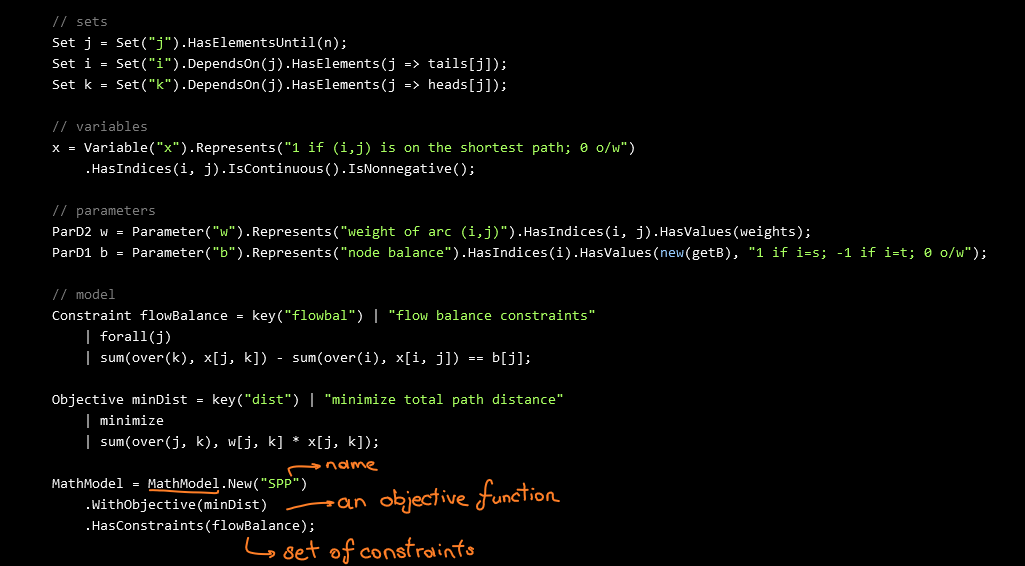 // sets
Set j = Set("j").HasElementsUntil(n);
Set i = Set("i").DependsOn(j).HasElements(j => tails[j]);
Set k = Set("k").DependsOn(j).HasElements(j => heads[j]);
// variables
x = Variable("x").Represents("1 if (i,j) is on the shortest path; 0 o/w")
.HasIndices(i, j).IsContinuous().IsNonnegative();
// parameters
ParD2 w = Parameter("w").Represents("weight of arc (i,j)").HasIndices(i, j).HasValues(weights);
ParD1 b = Parameter("b").Represents("node balance").HasIndices(i).HasValues(new(getB), "1 if i=s; -1 if i=t; 0 o/w");
// model
Constraint flowBalance = key("flowbal") | "flow balance constraints"
| forall(j)
| sum(over(k), x[j, k]) - sum(over(i), x[i, j]) == b[j];
Objective minDist = key("dist") | "minimize total path distance"
| minimize
| sum(over(j, k), w[j, k] * x[j, k]);
name
MathModel = MathModel.New("SPP")
.WithObjective(minDist) an objective function
.HasConstraints(flowBalance);
set of constraints